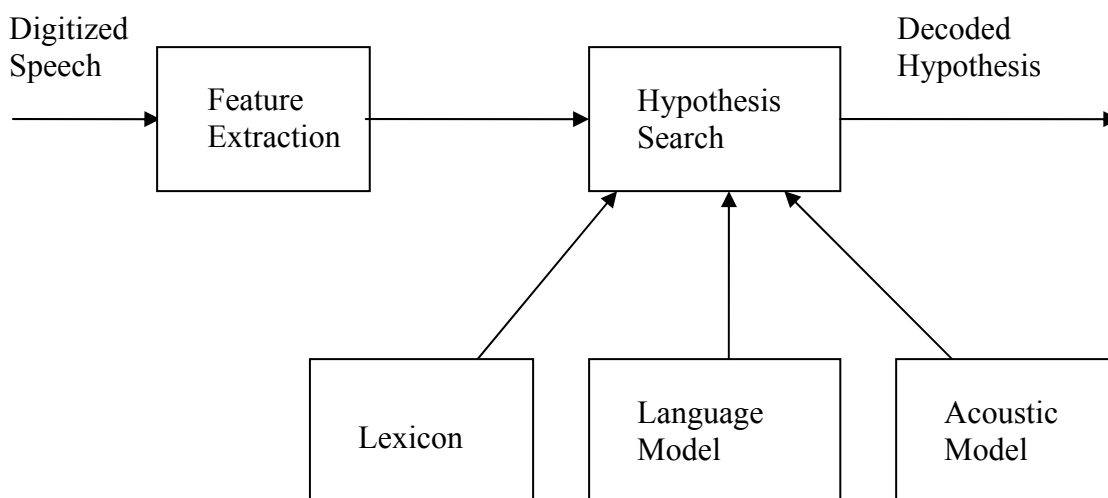 Digitized
Speech
Feature
Extraction
Hypothesis
Search
Decoded
Hypothesis
Lexicon
Language
Model
Acoustic
Model